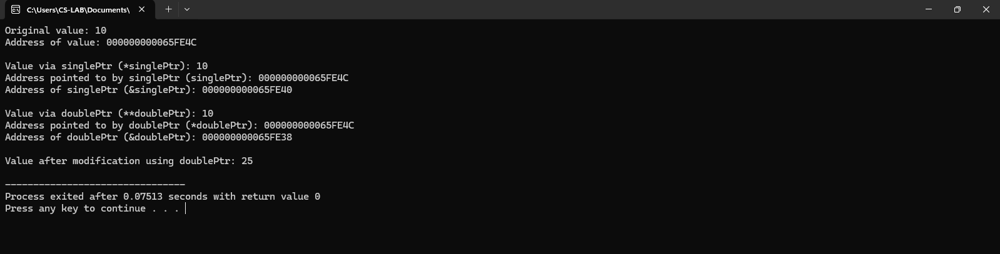 C:\Users\CS-LAB\Documents\
Original value: 10
Address of value: 000000000065FE4C
Value via singlePtr (*singlePtr): 10
Address pointed to by singlePtr (singlePtr): 000000000065FE4C
Address of singlePtr (&singlePtr): 000000000065FE40
Value via doublePtr (**doublePtr): 10
Address pointed to by doublePtr (*doublePtr): 000000000065FE4C
Address of doublePtr (&doublePtr): 000000000065FE38
Value after modification using doublePtr: 25
--------------------------------
Process exited after 0.07513 seconds with return value 0
Press any key to continue . . .